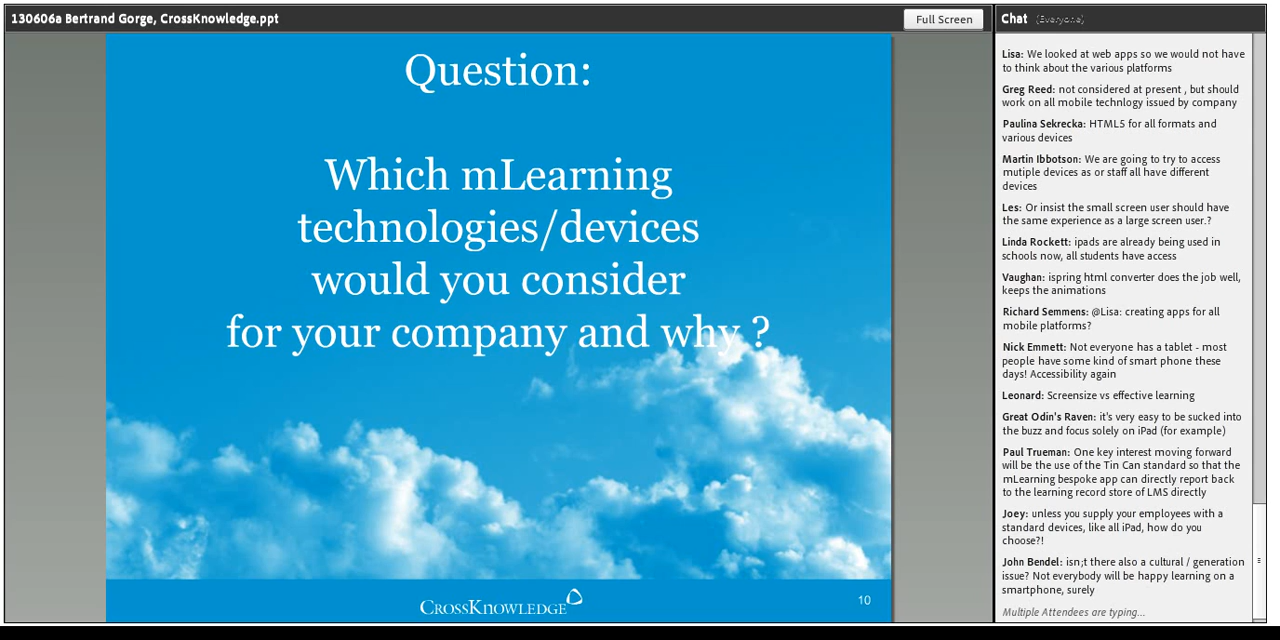 130606a Bertrand Gorge, CrossKnowledge.ppt
Full Screen
Question:
Which mLearning
technologies/devices
would you consider
for your company and why ?
CROSSKNOWLEDGE
10
Chat (Everyone)
Lisa: We looked at web apps so we would not have
to think about the various platforms
Greg Reed: not considered at present , but should
work on all mobile technlogy issued by company
Paulina Sekrecka: HTML5 for all formats and
various devices
Martin Ibbotson: We are going to try to access
mutiple devices as or staff all have different
devices
Les: Or insist the small screen user should have
the same experience as a large screen user.?
Linda Rockett: ipads are already being used in
schools now, all students have access
Vaughan: ispring html converter does the job well,
keeps the animations
Richard Semmens: @Lisa: creating apps for all
mobile platforms?
Nick Emmett: Not everyone has a tablet - most
people have some kind of smart phone these
days! Accessibility again
Leonard: Screensize vs effective learning
Great Odin's Raven: it's very easy to be sucked into
the buzz and focus solely on iPad (for example)
Paul Trueman: One key interest moving forward
will be the use of the Tin Can standard so that the
mLearning bespoke app can directly report back
to the learning record store of LMS directly
Joey: unless you supply your employees with a
standard devices, like all iPad, how do you
choose?!
John Bendel: isn;t there also a cultural / generation
issue? Not everybody will be happy learning on a
smartphone, surely
Multiple Attendees are typing...